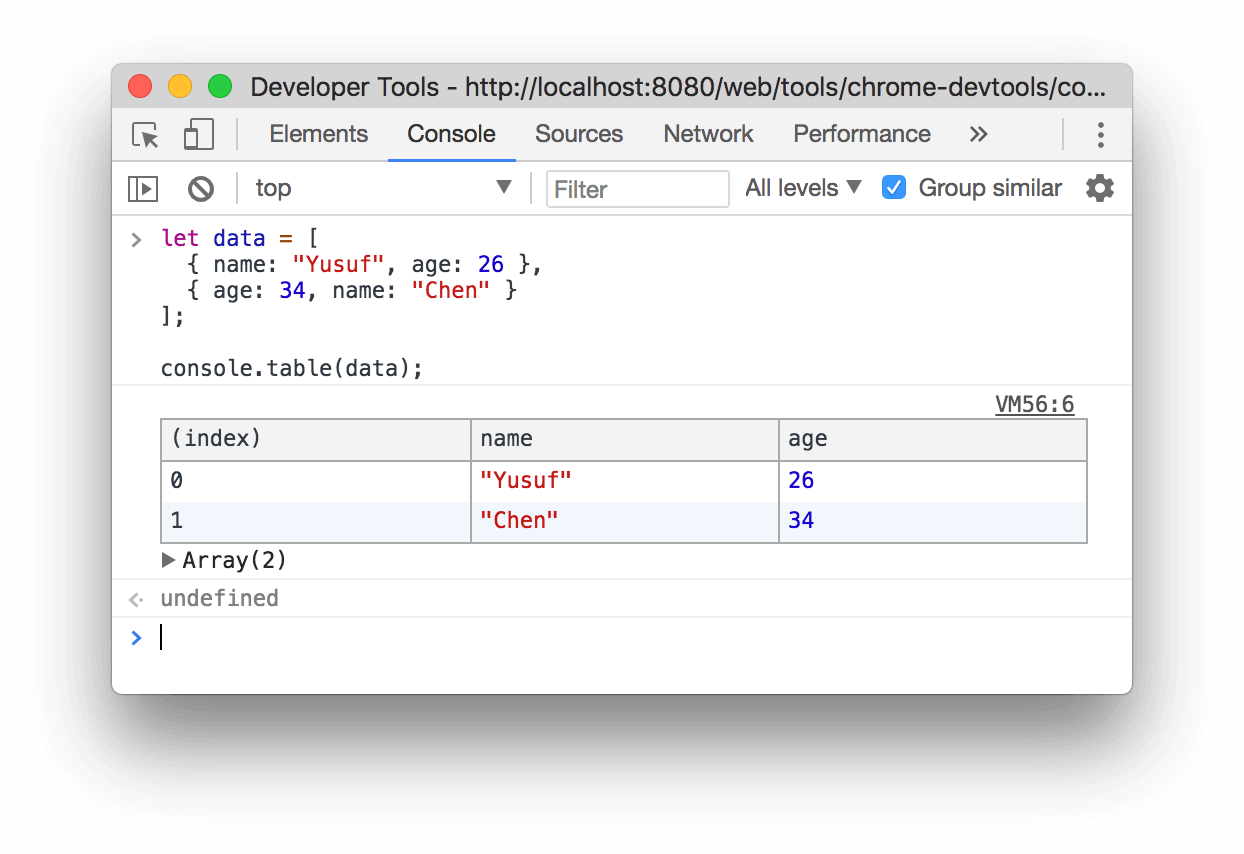 Developer Tools - http://localhost:8080/web/tools/chrome-devtools/co...
Elements Console Sources Network Performance »
top Filter All levels Group similar
let data = [
{ name: "Yusuf", age: 26 },
{ age: 34, name: "Chen" }
];
console.table(data);
VM56:6
(index) name age
0 "Yusuf" 26
1 "Chen" 34
Array(2)
undefined